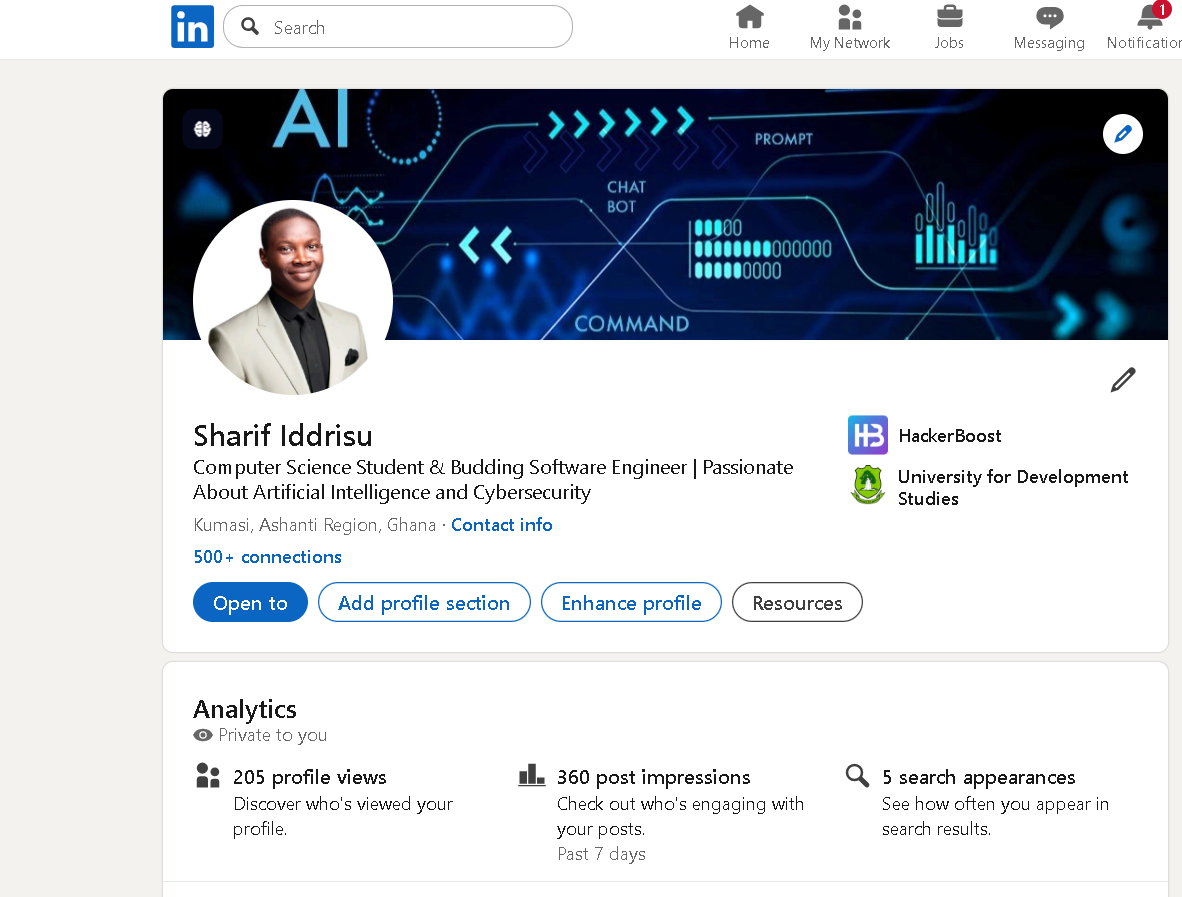 in
Search
Home
My Network
Jobs
Messaging
1
Notification
AI
PROMPT
CHAT
BOT
COMMAND
Sharif Iddrisu
Computer Science Student & Budding Software Engineer | Passionate
About Artificial Intelligence and Cybersecurity
Kumasi, Ashanti Region, Ghana · Contact info
500+ connections
HB HackerBoost
University for Development
Studies
Open to
Add profile section
Enhance profile
Resources
Analytics
Private to you
205 profile views
Discover who's viewed your
profile.
360 post impressions
Check out who's engaging with
your posts.
Past 7 days
5 search appearances
See how often you appear in
search results.